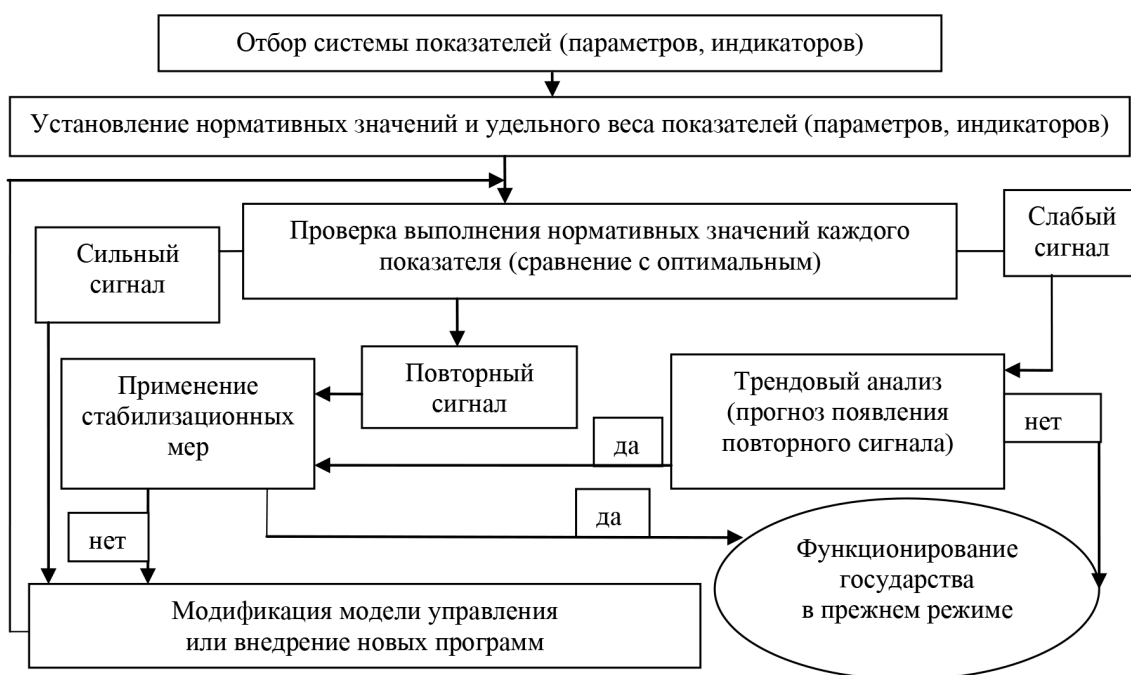 Отбор системы показателей (параметров, индикаторов)
Установление нормативных значений и удельного веса показателей (параметров, индикаторов)
Проверка выполнения нормативных значений каждого
показателя (сравнение с оптимальным)
Сильный
сигнал
Слабый
сигнал
Повторный
сигнал
Применение
стабилизационных
мер
Трендовый анализ
(прогноз появления
повторного сигнала)
нет
да
да
нет
Функционирование
государства
в прежнем режиме
Модификация модели управления
или внедрение новых программ